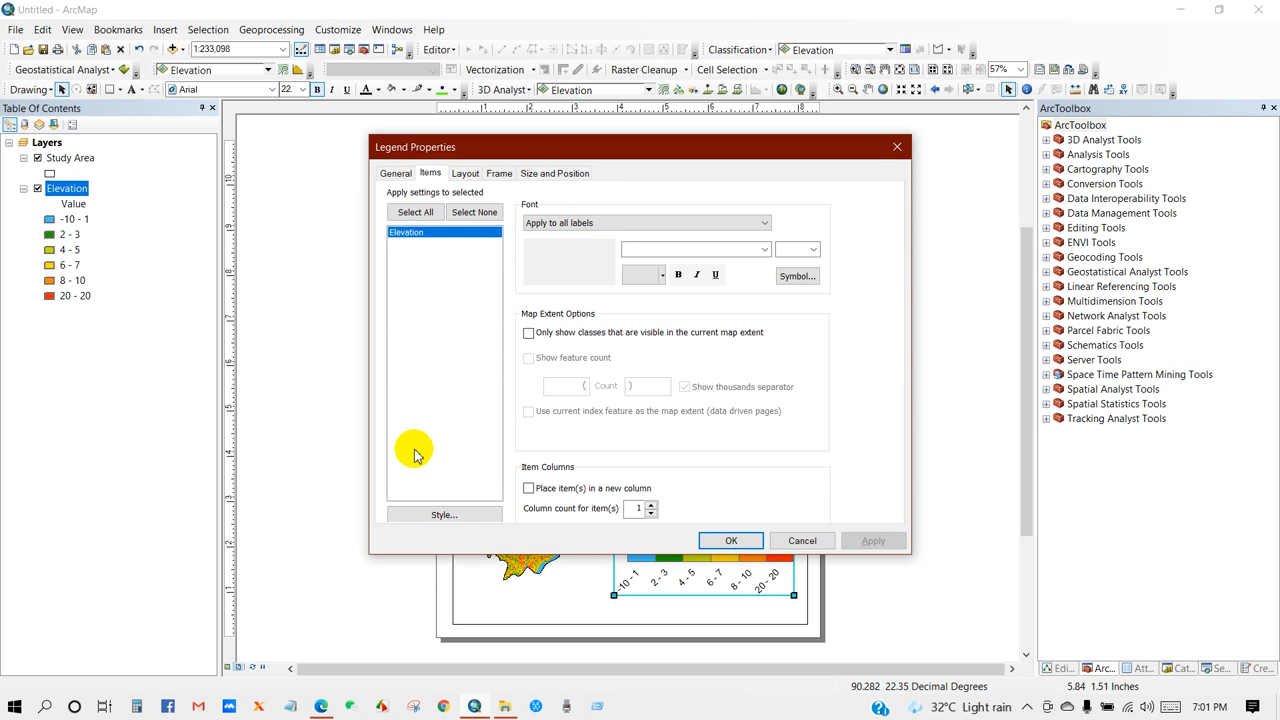 Untitled - ArcMap
File Edit View Bookmarks Insert Selection Geoprocessing Customize Windows Help
1:233,098 Editor Classification Elevation
Geostatistical Analyst Elevation Vectorization Raster Cleanup Cell Selection 57%
Drawing Arial 22 B I U A 3D Analyst Elevation
Table Of Contents
Layers
Study Area
Elevation
Value
-10 - 1
2 - 3
4 - 5
6 - 7
8 - 10
20 - 20
Legend Properties
General Items Layout Frame Size and Position
Apply settings to selected
Select All Select None
Elevation
Style...
Font
Apply to all labels
B I U Symbol...
Map Extent Options
Only show classes that are visible in the current map extent
Show feature count
( Count ) Show thousands separator
Use current index feature as the map extent (data driven pages)
Item Columns
Place item(s) in a new column
Column count for item(s) 1
OK Cancel Apply
-10 - 1 2 - 3 4 - 5 6 - 7 8 - 10 20 - 20
ArcToolbox
ArcToolbox
3D Analyst Tools
Analysis Tools
Cartography Tools
Conversion Tools
Data Interoperability Tools
Data Management Tools
Editing Tools
ENVI Tools
Geocoding Tools
Geostatistical Analyst Tools
Linear Referencing Tools
Multidimension Tools
Network Analyst Tools
Parcel Fabric Tools
Schematics Tools
Server Tools
Space Time Pattern Mining Tools
Spatial Analyst Tools
Spatial Statistics Tools
Tracking Analyst Tools
Edi... Arc... Att... Cat... Se... Cre...
90.282 22.35 Decimal Degrees 5.84 1.51 Inches
32°C Light rain 7:01 PM